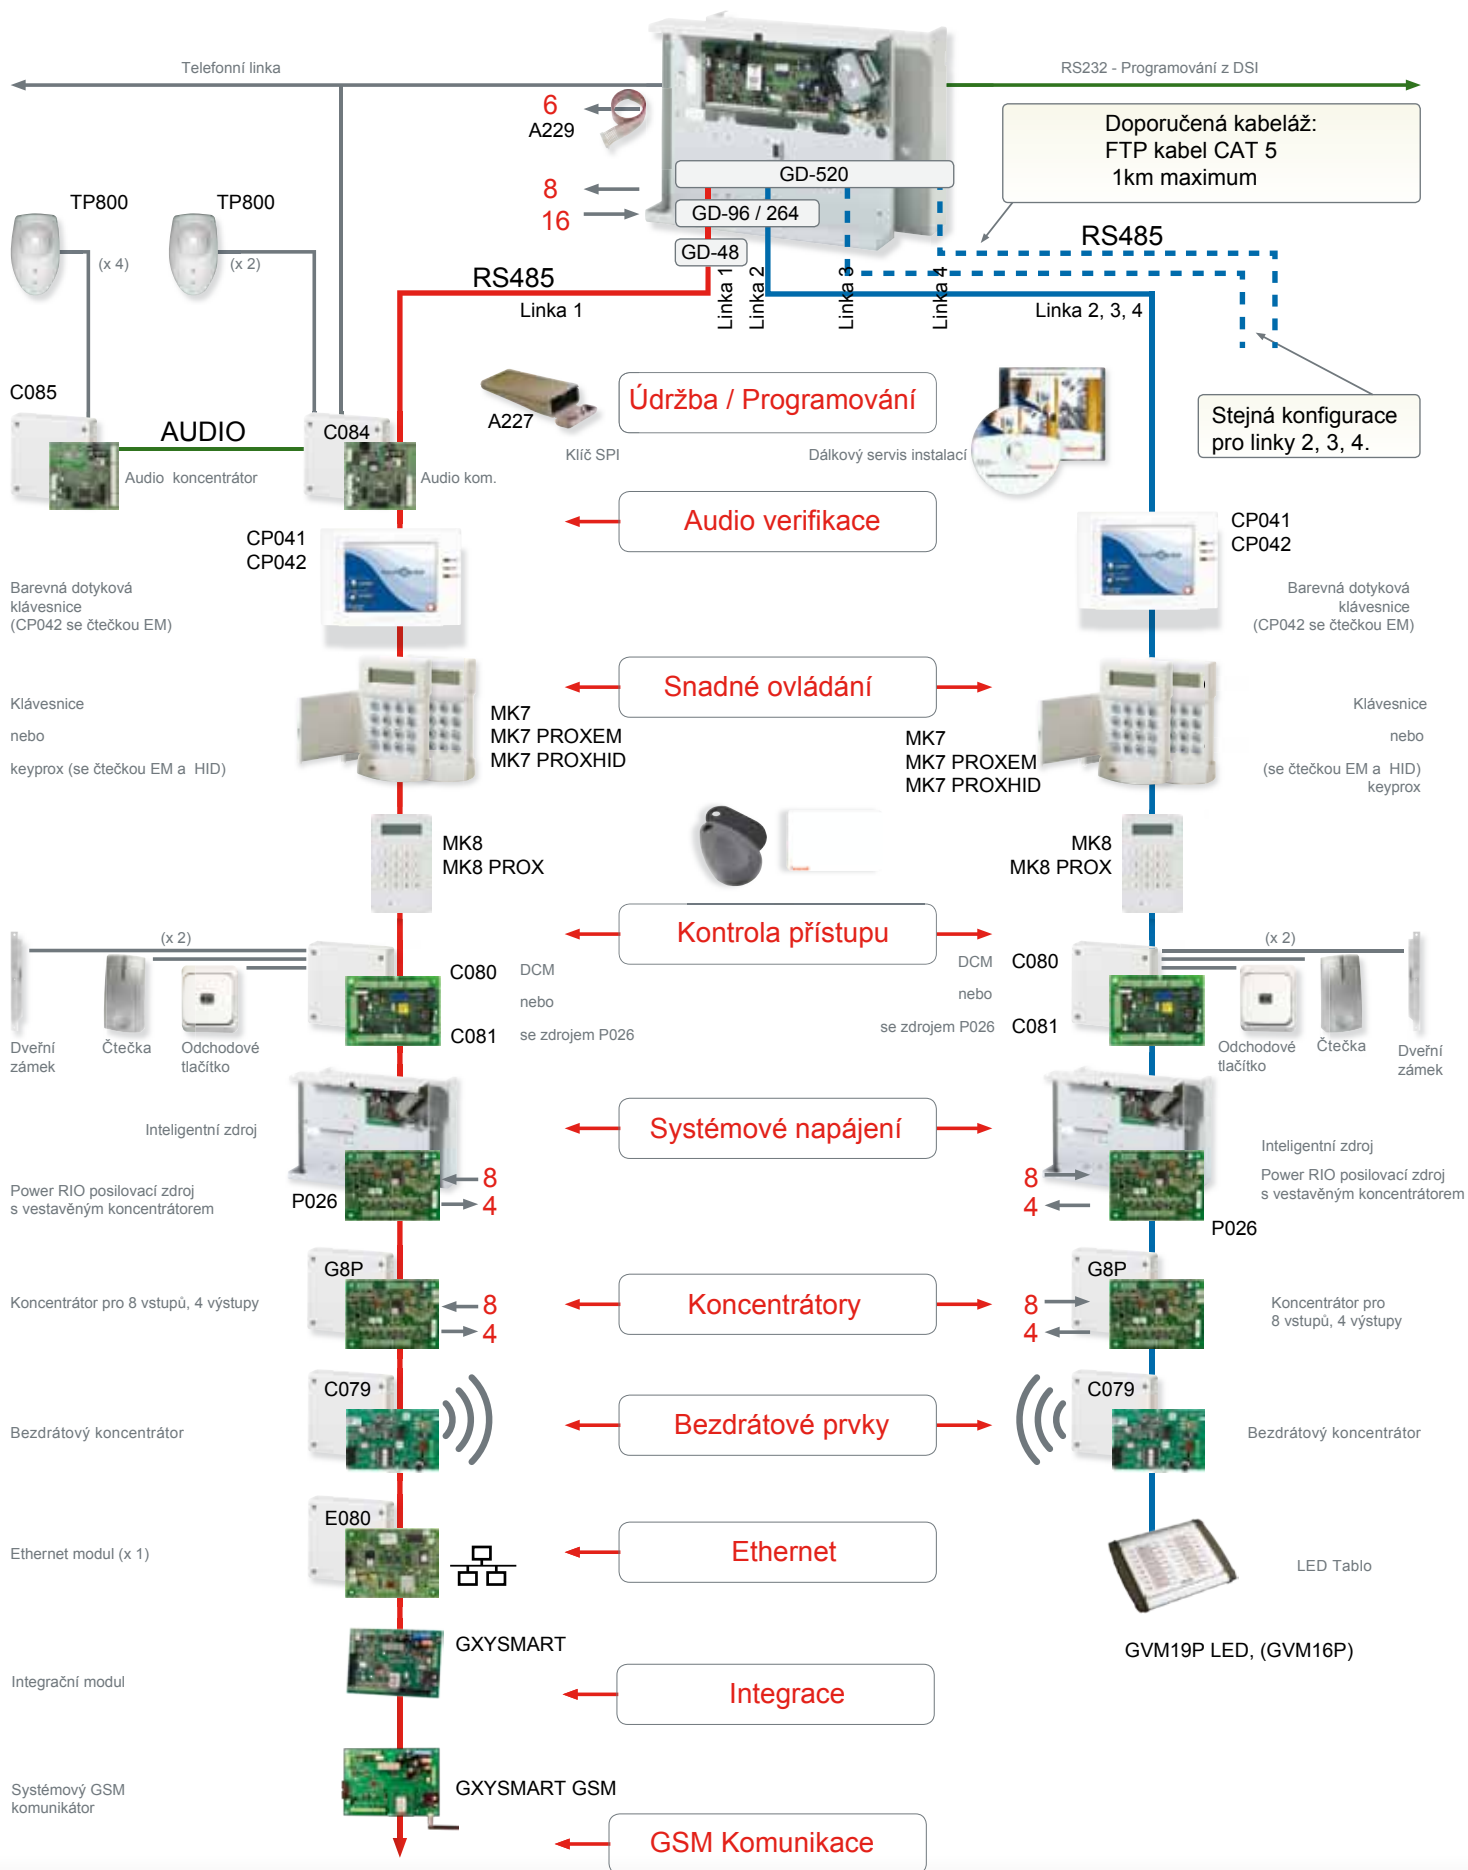 Telefonní linka
RS232 - Programování z DSI
6
A229
Doporučená kabeláž:
FTP kabel CAT 5
1km maximum
GD-520
8
16
GD-96 / 264
GD-48
TP800
(x 4)
TP800
(x 2)
RS485
Linka 1
Linka 1
Linka 2
Linka 3
Linka 4
RS485
Linka 2, 3, 4
Stejná konfigurace
pro linky 2, 3, 4.
Údržba / Programování
A227
Klíč SPI
Dálkový servis instalací
C085
AUDIO
C084
Audio koncentrátor
Audio kom.
Audio verifikace
CP041
CP042
CP041
CP042
Barevná dotyková
klávesnice
(CP042 se čtečkou EM)
Barevná dotyková
klávesnice
(CP042 se čtečkou EM)
Snadné ovládání
Klávesnice
nebo
keyprox (se čtečkou EM a HID)
MK7
MK7 PROXEM
MK7 PROXHID
MK7
MK7 PROXEM
MK7 PROXHID
Klávesnice
nebo
(se čtečkou EM a HID)
keyprox
MK8
MK8 PROX
MK8
MK8 PROX
Kontrola přístupu
(x 2)
(x 2)
C080
DCM
nebo
C081
se zdrojem P026
DCM
C080
nebo
se zdrojem P026
C081
Dveřní
zámek
Čtečka
Odchodové
tlačítko
Odchodové
tlačítko
Čtečka
Dveřní
zámek
Systémové napájení
Inteligentní zdroj
Power RIO posilovací zdroj
s vestavěným koncentrátorem
P026
8
4
8
4
Inteligentní zdroj
Power RIO posilovací zdroj
s vestavěným koncentrátorem
P026
Koncentrátory
G8P
Koncentrátor pro 8 vstupů, 4 výstupy
8
4
8
4
G8P
Koncentrátor pro
8 vstupů, 4 výstupy
Bezdrátové prvky
C079
Bezdrátový koncentrátor
C079
Bezdrátový koncentrátor
E080
Ethernet modul (x 1)
Ethernet
LED Tablo
GVM19P LED, (GVM16P)
GXYSMART
Integrační modul
Integrace
GXYSMART GSM
Systémový GSM
komunikátor
GSM Komunikace